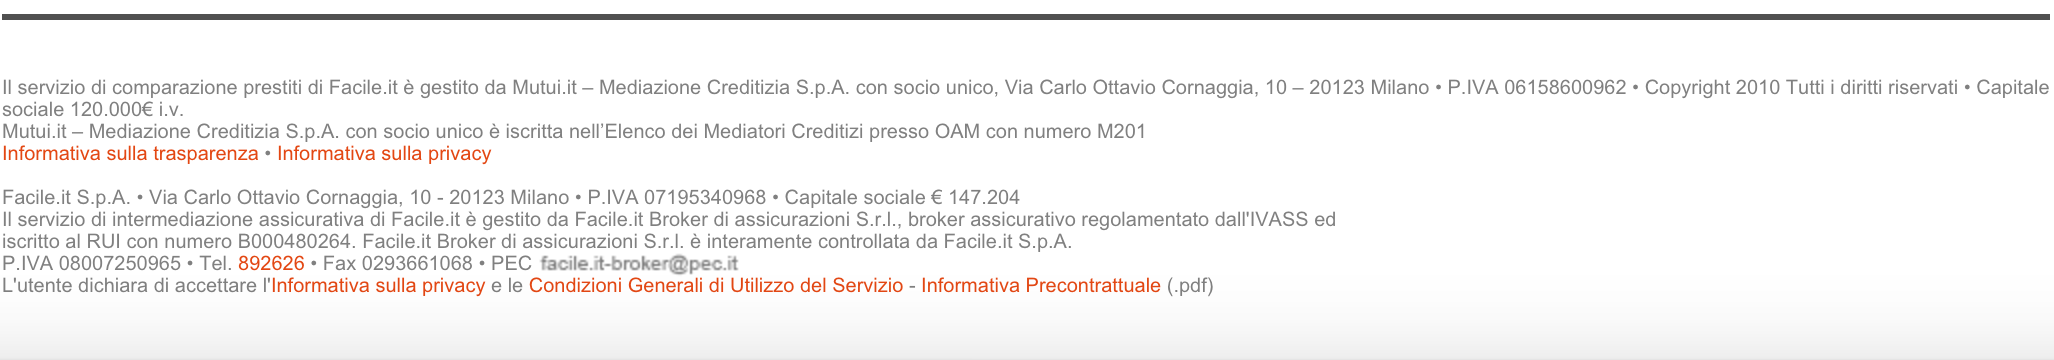 Il servizio di comparazione prestiti di Facile.it è gestito da Mutui.it – Mediazione Creditizia S.p.A. con socio unico, Via Carlo Ottavio Cornaggia, 10 – 20123 Milano • P.IVA 06158600962 • Copyright 2010 Tutti i diritti riservati • Capitale
sociale 120.000€ i.v.
Mutui.it – Mediazione Creditizia S.p.A. con socio unico è iscritta nell’Elenco dei Mediatori Creditizi presso OAM con numero M201
Informativa sulla trasparenza • Informativa sulla privacy
Facile.it S.p.A. • Via Carlo Ottavio Cornaggia, 10 - 20123 Milano • P.IVA 07195340968 • Capitale sociale € 147.204
Il servizio di intermediazione assicurativa di Facile.it è gestito da Facile.it Broker di assicurazioni S.r.l., broker assicurativo regolamentato dall'IVASS ed
iscritto al RUI con numero B000480264. Facile.it Broker di assicurazioni S.r.l. è interamente controllata da Facile.it S.p.A.
P.IVA 08007250965 • Tel. 892626 • Fax 0293661068 • PEC facile.it-broker@pec.it
L'utente dichiara di accettare l'Informativa sulla privacy e le Condizioni Generali di Utilizzo del Servizio - Informativa Precontrattuale (.pdf)